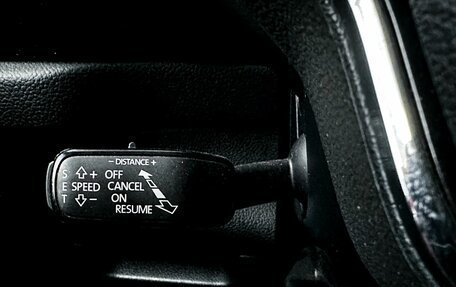 - DISTANCE +
S ⇧ + OFF
E SPEED CANCEL
T ⇩ - ON
RESUME